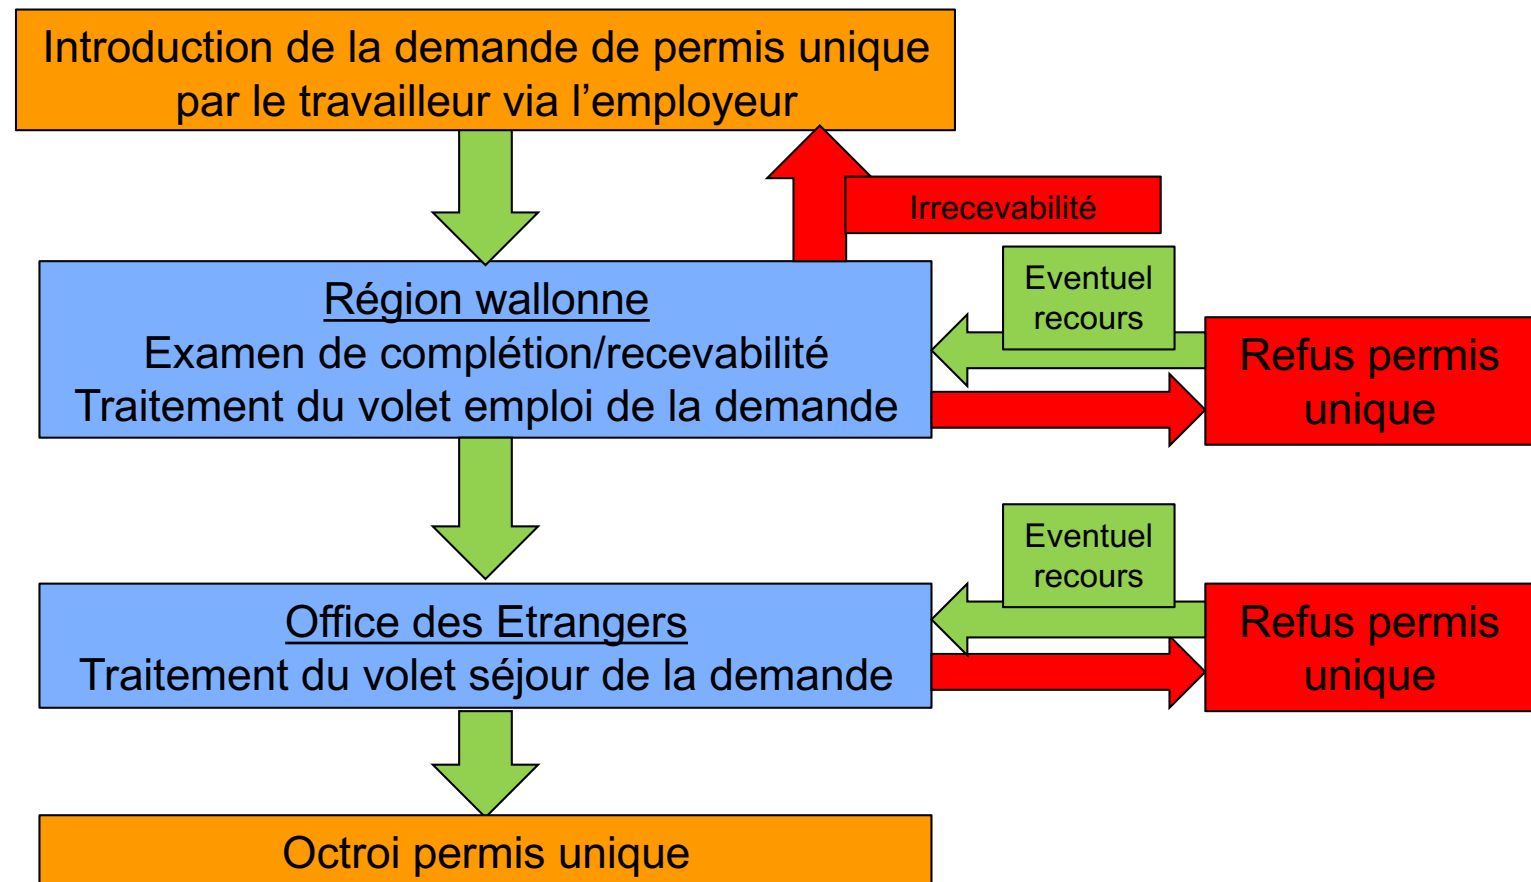 Introduction de la demande de permis unique
par le travailleur via l’employeur
Irrecevabilité
Région wallonne
Examen de complétion/recevabilité
Traitement du volet emploi de la demande
Eventuel
recours
Refus permis
unique
Office des Etrangers
Traitement du volet séjour de la demande
Eventuel
recours
Refus permis
unique
Octroi permis unique